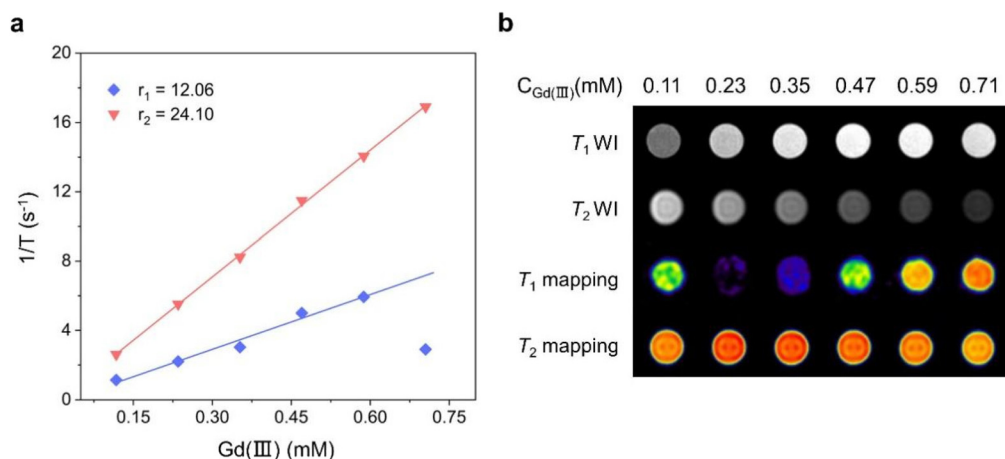 a
20
16
12
8
4
0
1/T (s⁻¹)
r₁ = 12.06
r₂ = 24.10
0.15 0.30 0.45 0.60 0.75
Gd(Ⅲ) (mM)
b
C_Gd(Ⅲ)(mM) 0.11 0.23 0.35 0.47 0.59 0.71
T₁ WI
T₂ WI
T₁ mapping
T₂ mapping